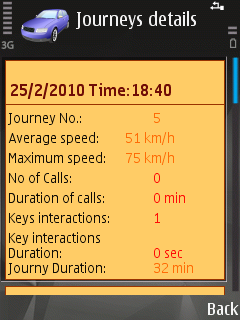 Journeys details
3G
25/2/2010 Time:18:40
Journey No.: 5
Average speed: 51 km/h
Maximum speed: 75 km/h
No of Calls: 0
Duration of calls: 0 min
Keys interactions: 1
Key interactions
Duration: 0 sec
Journy Duration: 32 min
Back